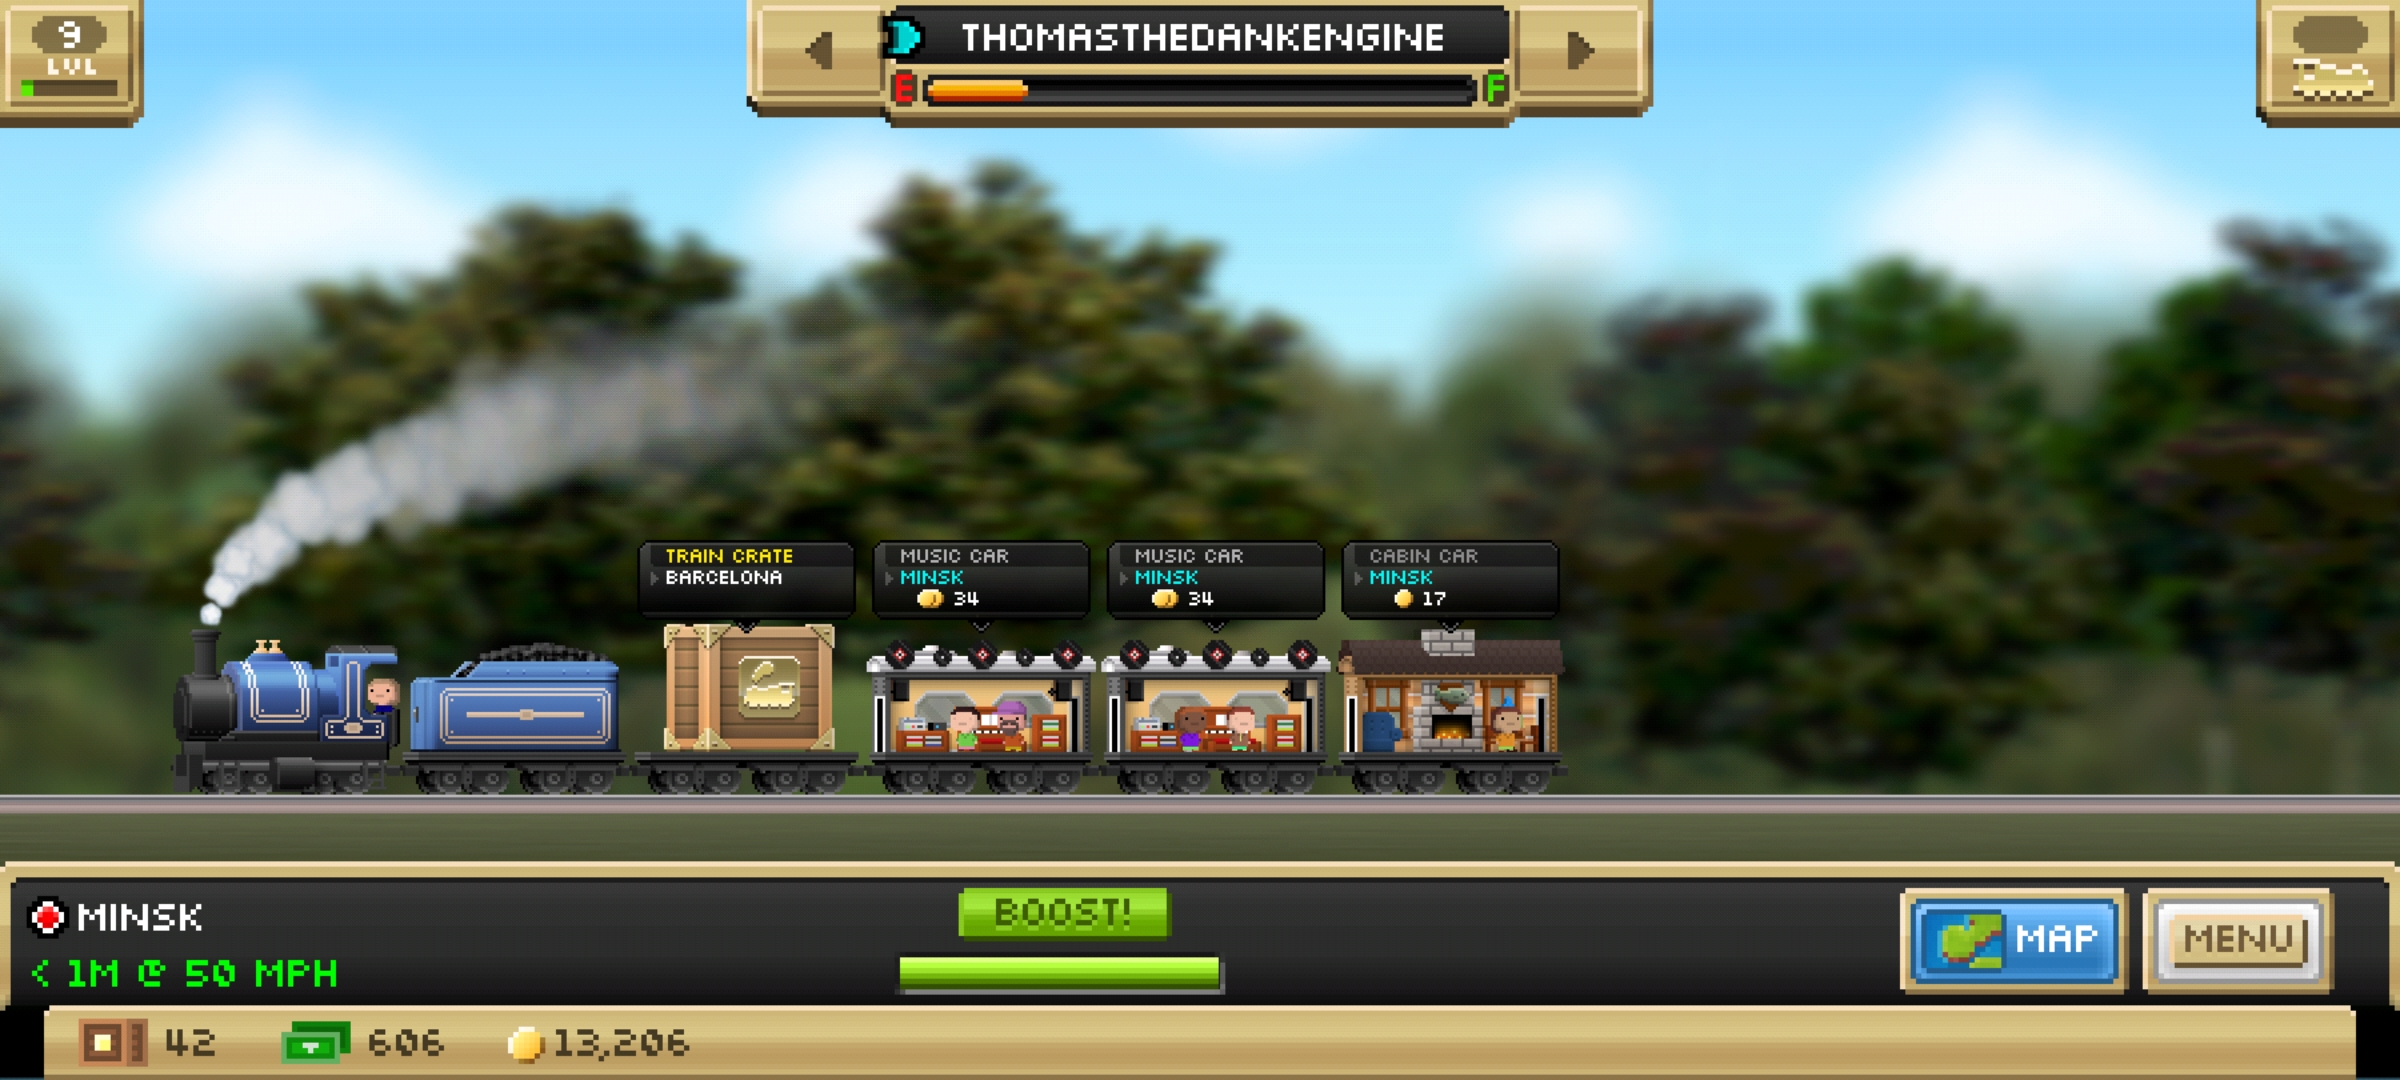 9
LVL
THOMASTHEDANKENGINE
E
F
TRAIN CRATE
BARCELONA
MUSIC CAR
MINSK
34
MUSIC CAR
MINSK
34
CABIN CAR
MINSK
17
MINSK
< 1M @ 50 MPH
BOOST!
MAP
MENU
42
606
13,206